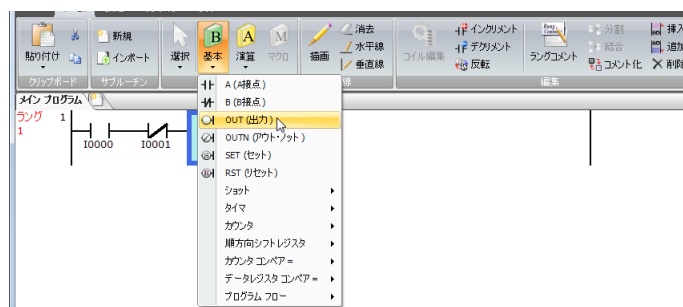 新規
インクリメント
消去
分割
挿入
B
A
M
デクリメント
水平線
結合
追加
貼り付け
インポート
選択
基本
演算
マクロ
描画
コイル編集
ラングコメント
反転
垂直線
コメント化
削除
クリップボード
サブルーチン
線
編集
メイン プログラム
A (A接点)
ラング 1
B (B接点)
1
OUT (出力)
I0000
I0001
OUTN (アウト・ノット)
SET (セット)
RST (リセット)
ショット
タイマ
カウンタ
順方向シフトレジスタ
カウンタ コンペア =
データレジスタ コンペア =
プログラム フロー